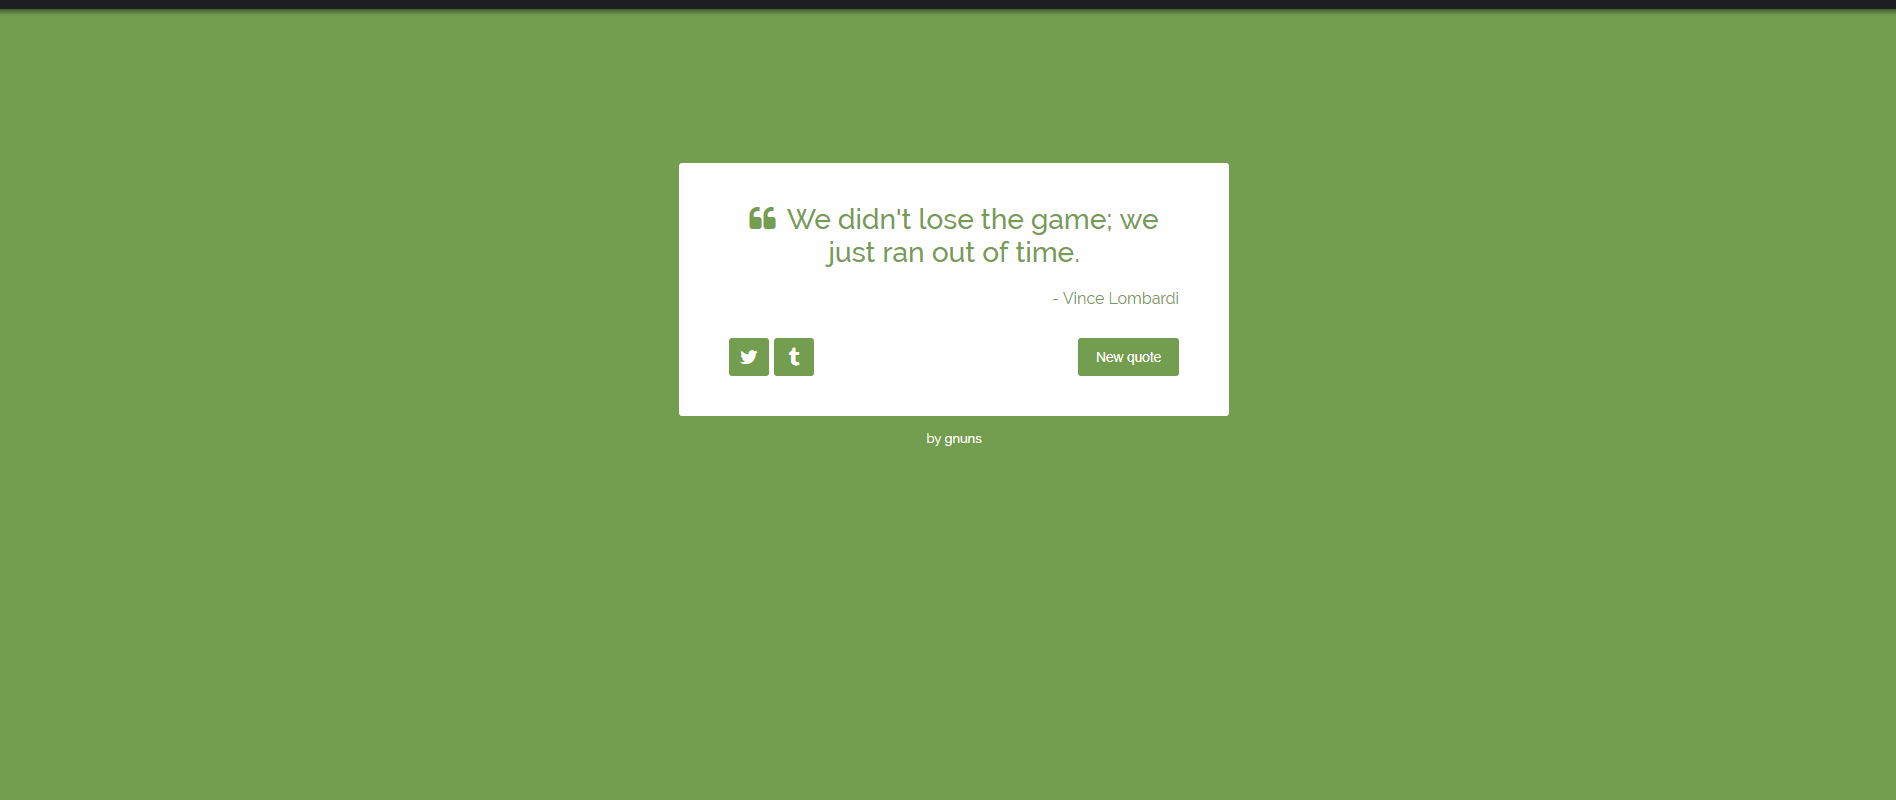 “ We didn't lose the game; we
just ran out of time.
- Vince Lombardi
New quote
by gnuns